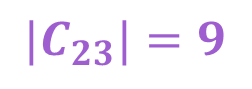 |C₂₃| = 9